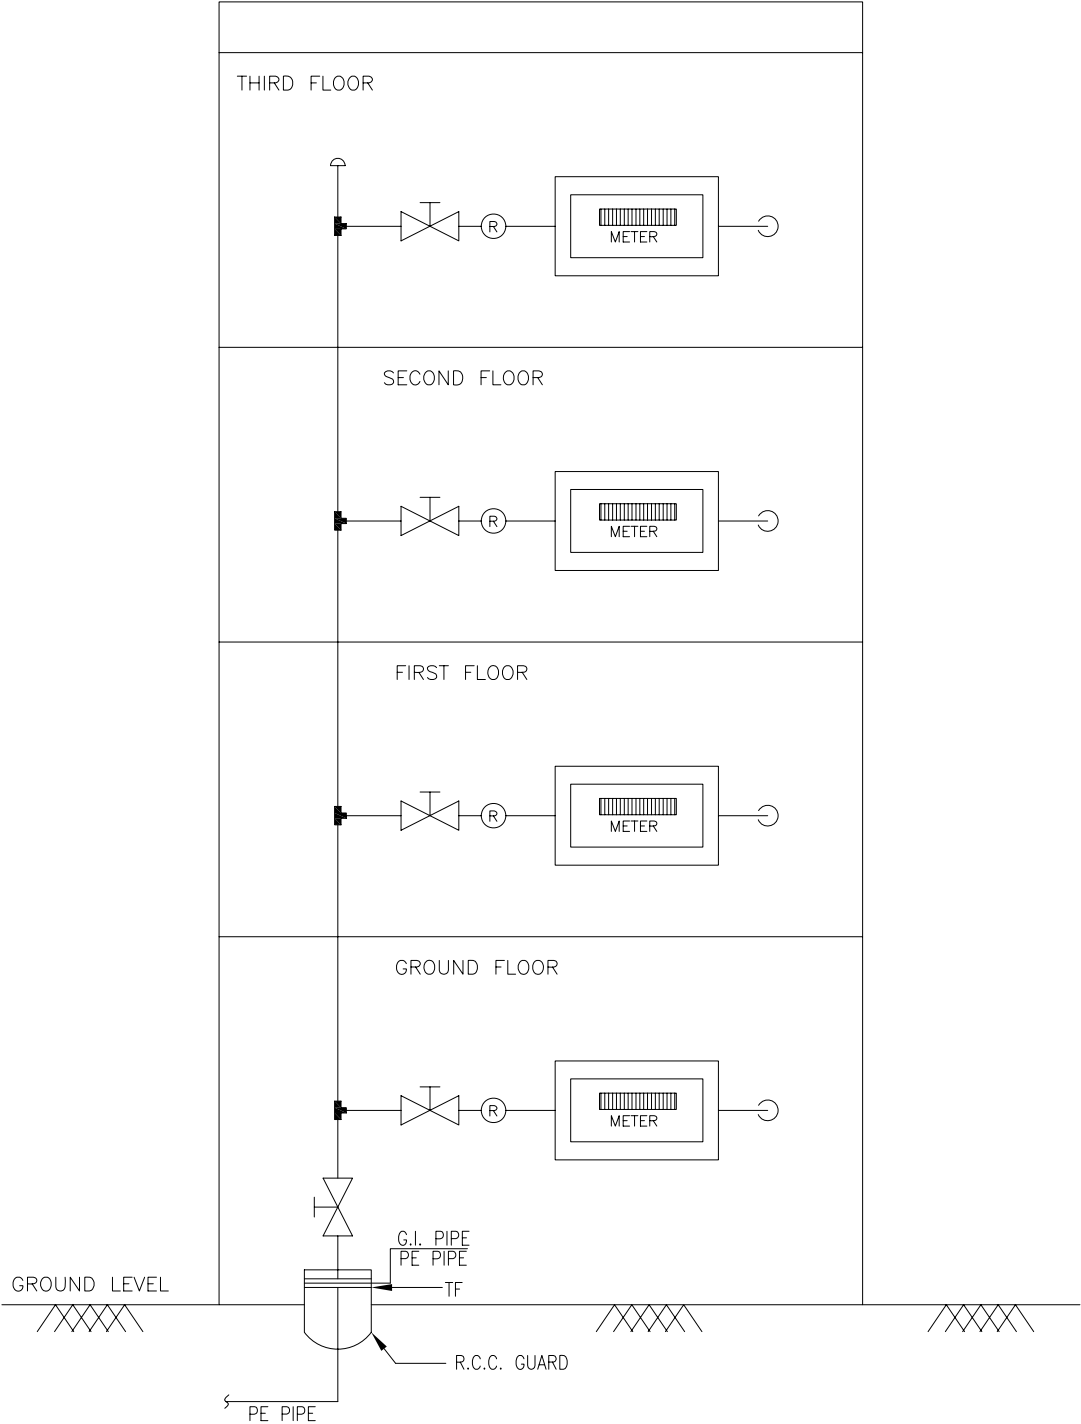 THIRD FLOOR
R
METER
SECOND FLOOR
R
METER
FIRST FLOOR
R
METER
GROUND FLOOR
R
METER
G.I. PIPE
PE PIPE
GROUND LEVEL
TF
R.C.C. GUARD
PE PIPE